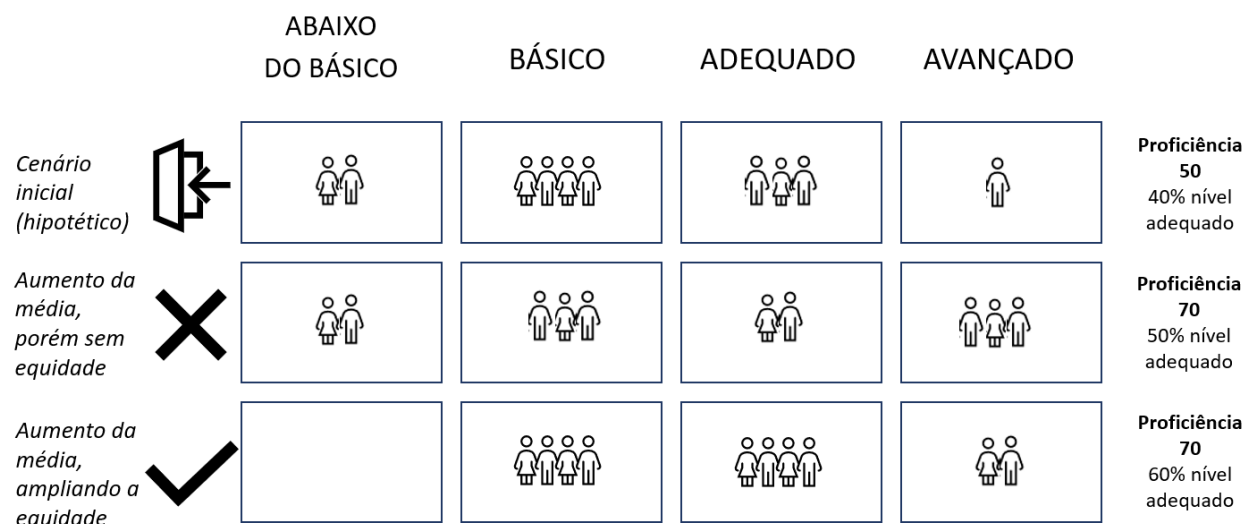 ABAIXO
DO BÁSICO
BÁSICO
ADEQUADO
AVANÇADO
Cenário
inicial
(hipotético)
Proficiência
50
40% nível
adequado
Aumento da
média,
porém sem
equidade
Proficiência
70
50% nível
adequado
Aumento da
média,
ampliando a
equidade
Proficiência
70
60% nível
adequado